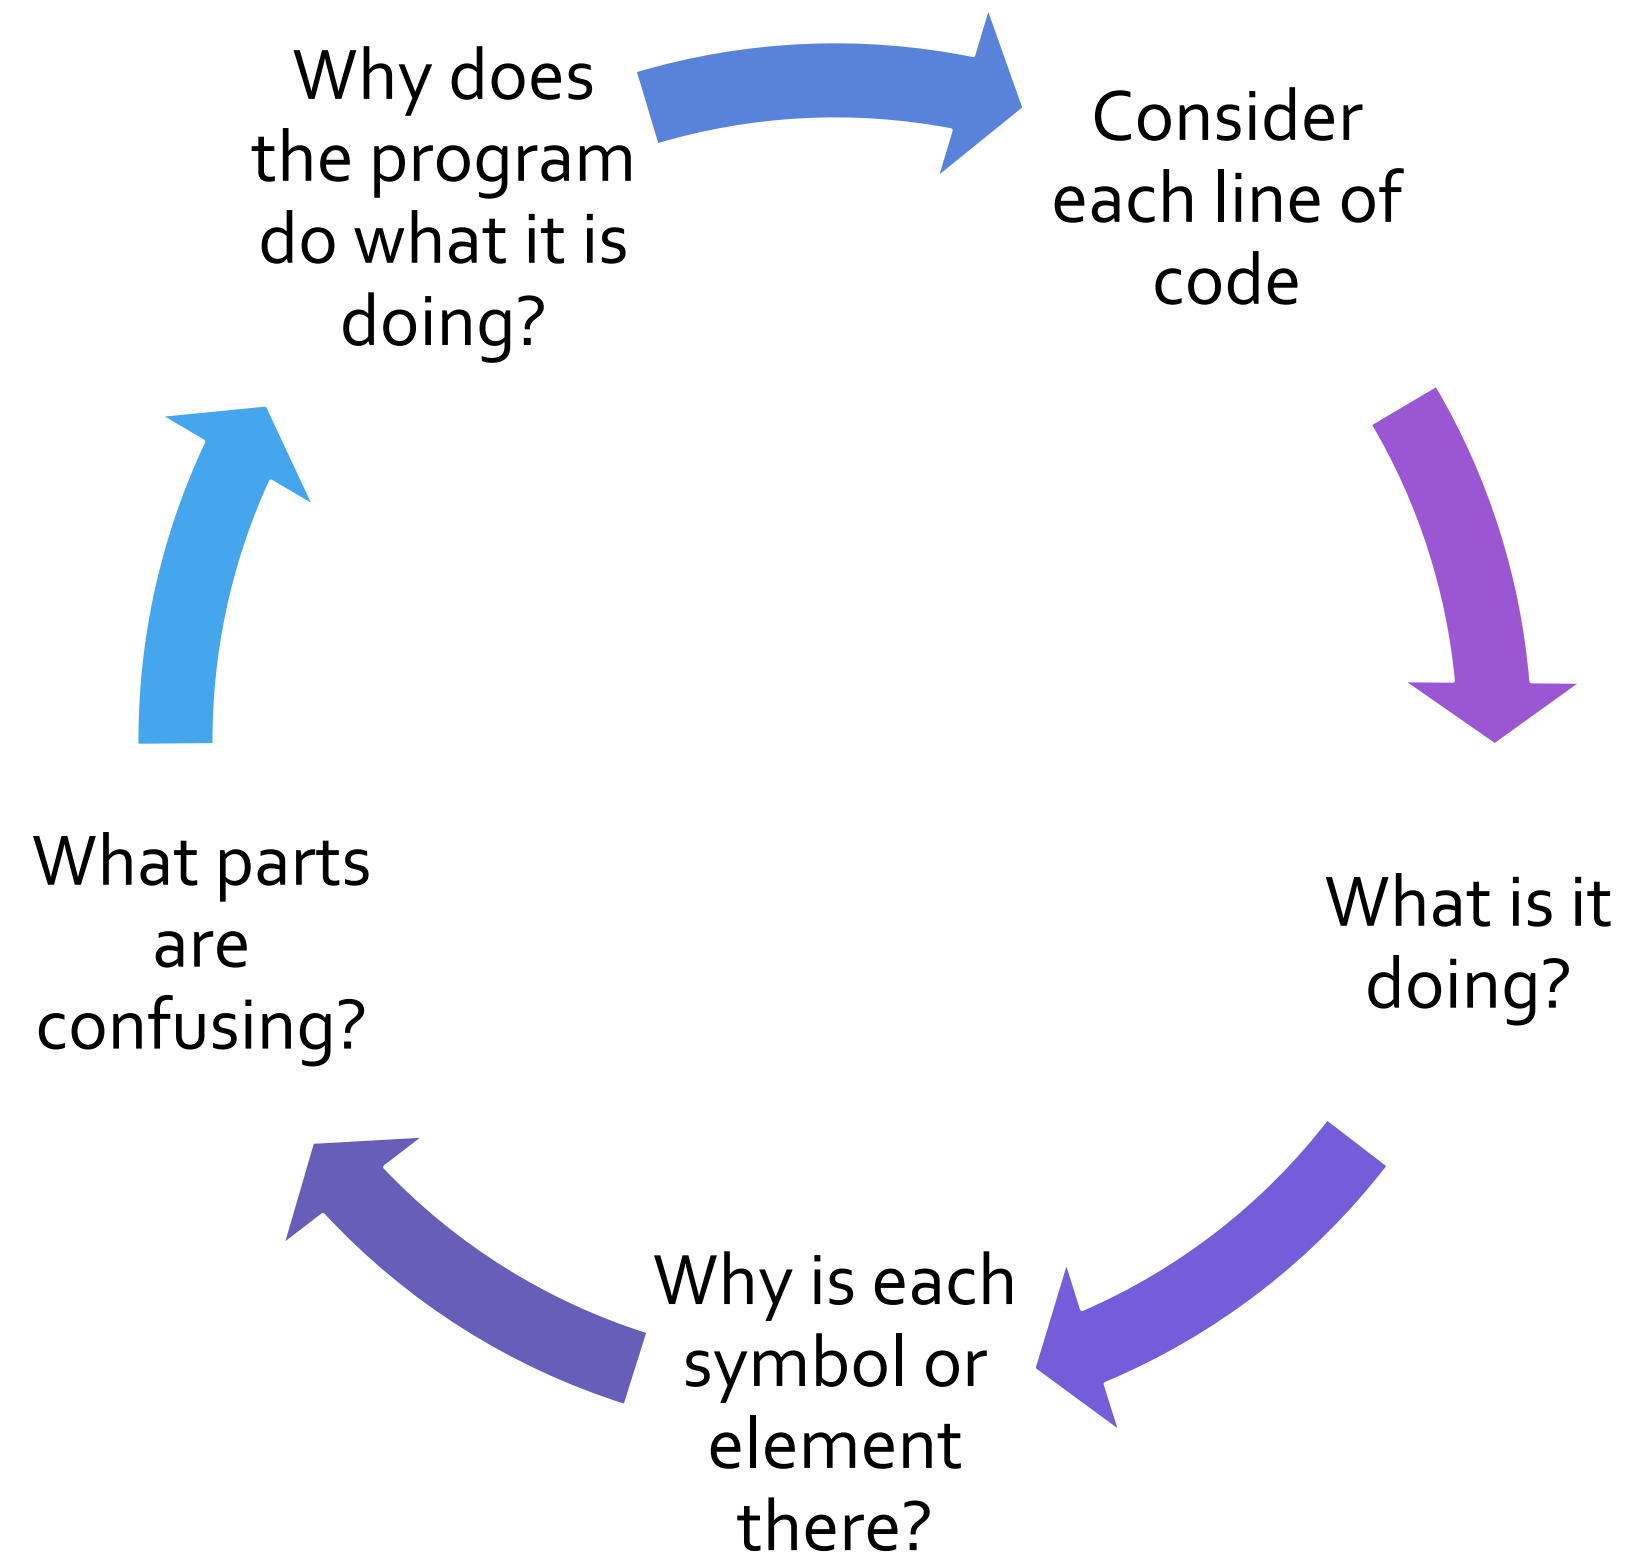 Why does
the program
do what it is
doing?
Consider
each line of
code
What is it
doing?
Why is each
symbol or
element
there?
What parts
are
confusing?